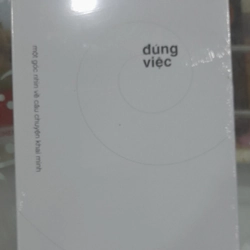 đúng
việc
một góc nhìn về câu chuyện khai minh